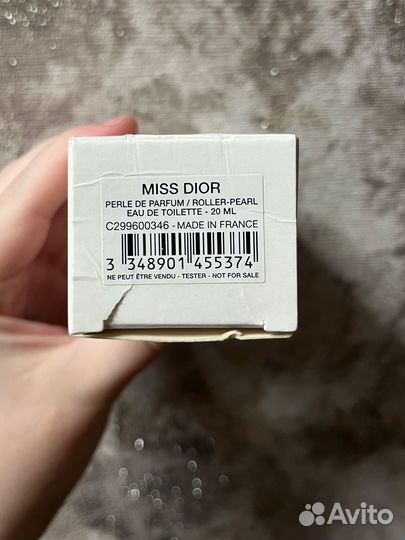 MISS DIOR
PERLE DE PARFUM / ROLLER-PEARL
EAU DE TOILETTE - 20 ML
C299600346 - MADE IN FRANCE
3 348901 455374
NE PEUT ÊTRE VENDU - TESTER - NOT FOR SALE
Avito